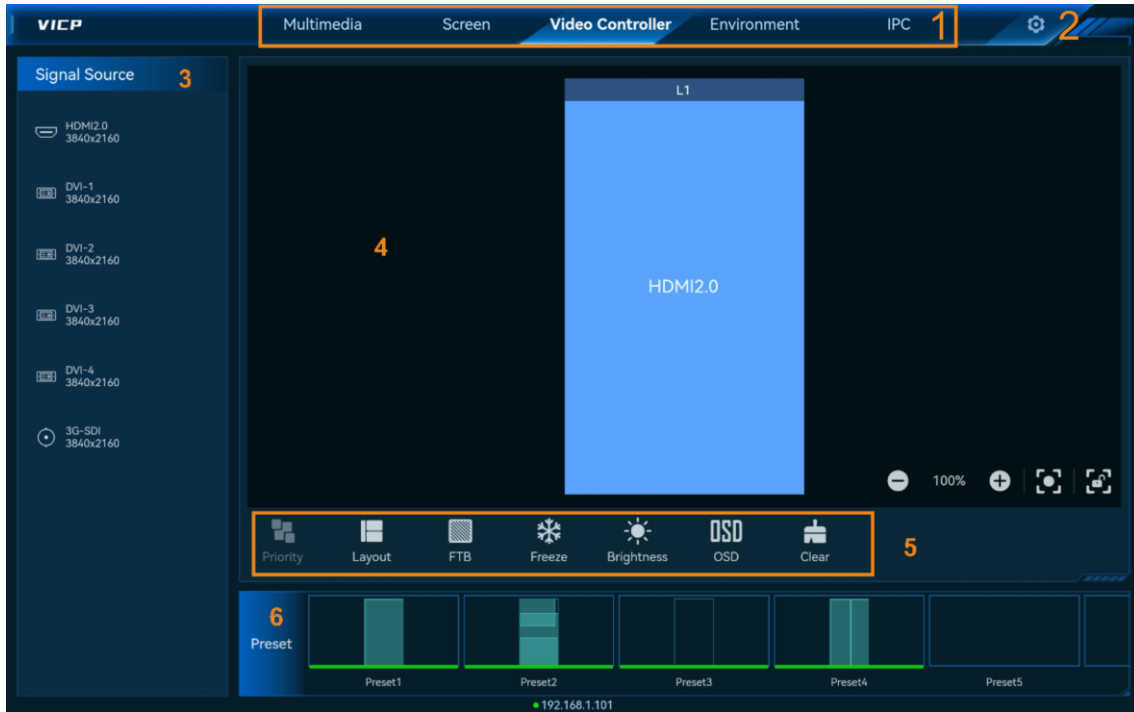 VICP
Multimedia Screen Video Controller Environment IPC 1 2
Signal Source 3
HDMI2.0
3840x2160
DVI-1
3840x2160
DVI-2
3840x2160
DVI-3
3840x2160
DVI-4
3840x2160
3G-SDI
3840x2160
L1
4
HDMI2.0
100%
OSD
Priority Layout FTB Freeze Brightness OSD Clear 5
6
Preset
Preset1 Preset2 Preset3 Preset4 Preset5
192.168.1.101